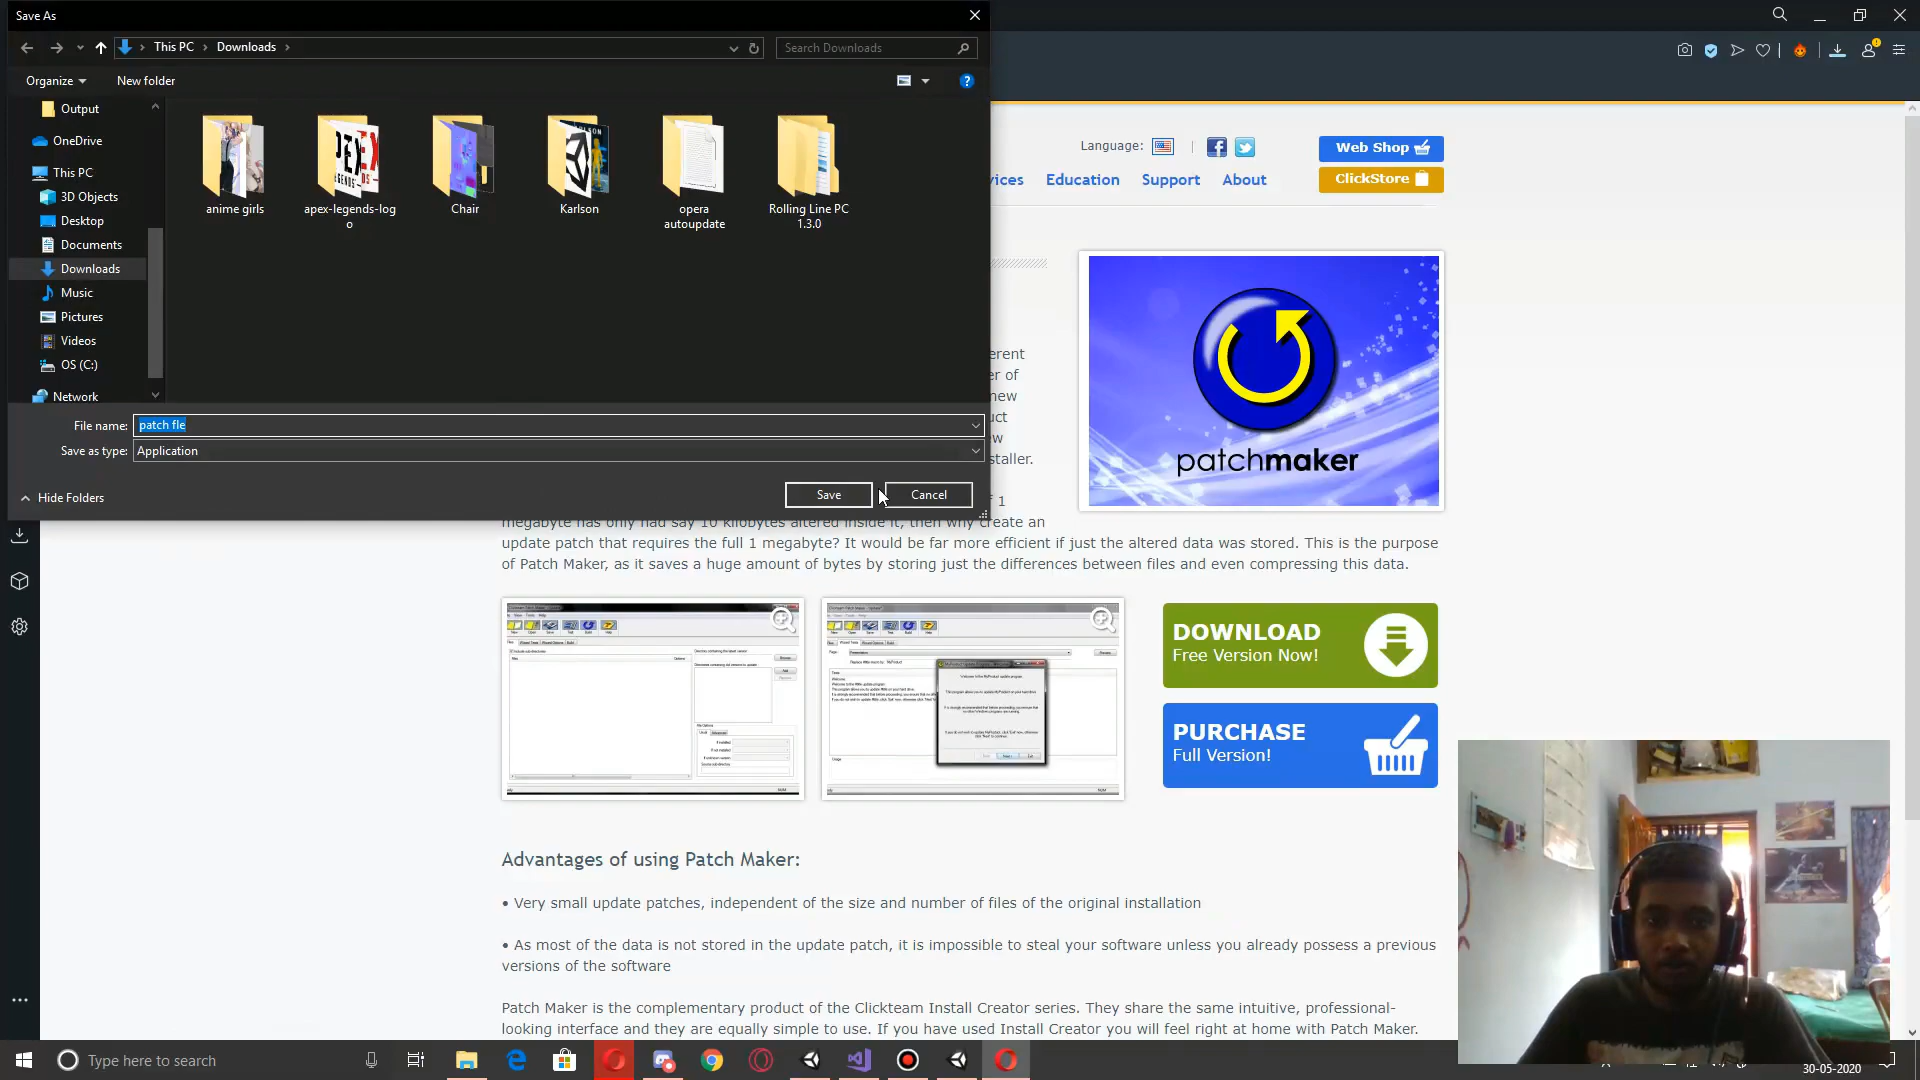 Save As
This PC
Downloads
Search Downloads
Organize
New folder
Output
OneDrive
This PC
3D Objects
Desktop
Documents
Downloads
Music
Pictures
Videos
OS (C:)
Network
anime girls
apex-legends-log
o
Chair
Karlson
opera
autoupdate
Rolling Line PC
1.3.0
File name:
patch fle
Save as type:
Application
Hide Folders
Save
Cancel
Language:
Web Shop
ClickStore
vices
Education
Support
About
erent
er of
new
uct
w
staller.
f 1
patchmaker
megabyte has only had say 10 kilobytes altered inside it, then why create an
update patch that requires the full 1 megabyte? It would be far more efficient if just the altered data was stored. This is the purpose
of Patch Maker, as it saves a huge amount of bytes by storing just the differences between files and even compressing this data.
DOWNLOAD
Free Version Now!
PURCHASE
Full Version!
Advantages of using Patch Maker:
• Very small update patches, independent of the size and number of files of the original installation
• As most of the data is not stored in the update patch, it is impossible to steal your software unless you already possess a previous
versions of the software
Patch Maker is the complementary product of the Clickteam Install Creator series. They share the same intuitive, professional-
looking interface and they are equally simple to use. If you have used Install Creator you will feel right at home with Patch Maker.
Type here to search
30-05-2020